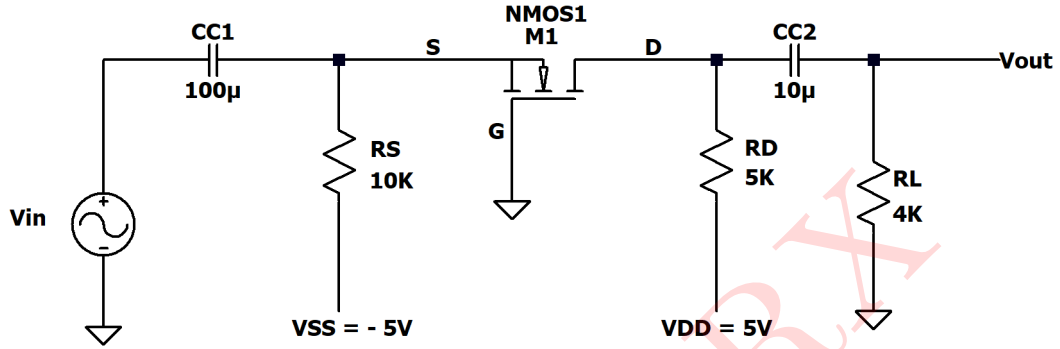 NMOS1
M1
CC1
100µ
S
D
G
CC2
10µ
Vout
RS
10K
RD
5K
RL
4K
Vin
+
−
VSS = - 5V
VDD = 5V